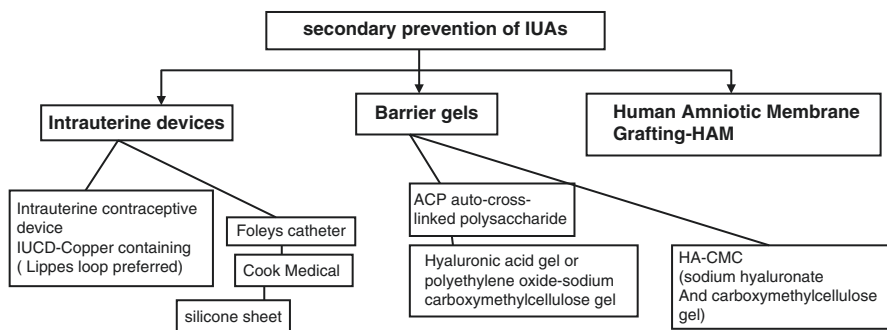 secondary prevention of IUAs
Intrauterine devices
Barrier gels
Human Amniotic Membrane
Grafting-HAM
Intrauterine contraceptive
device
IUCD-Copper containing
( Lippes loop preferred)
Foleys catheter
Cook Medical
silicone sheet
ACP auto-cross-
linked polysaccharide
Hyaluronic acid gel or
polyethylene oxide-sodium
carboxymethylcellulose gel
HA-CMC
(sodium hyaluronate
And carboxymethylcellulose
gel)